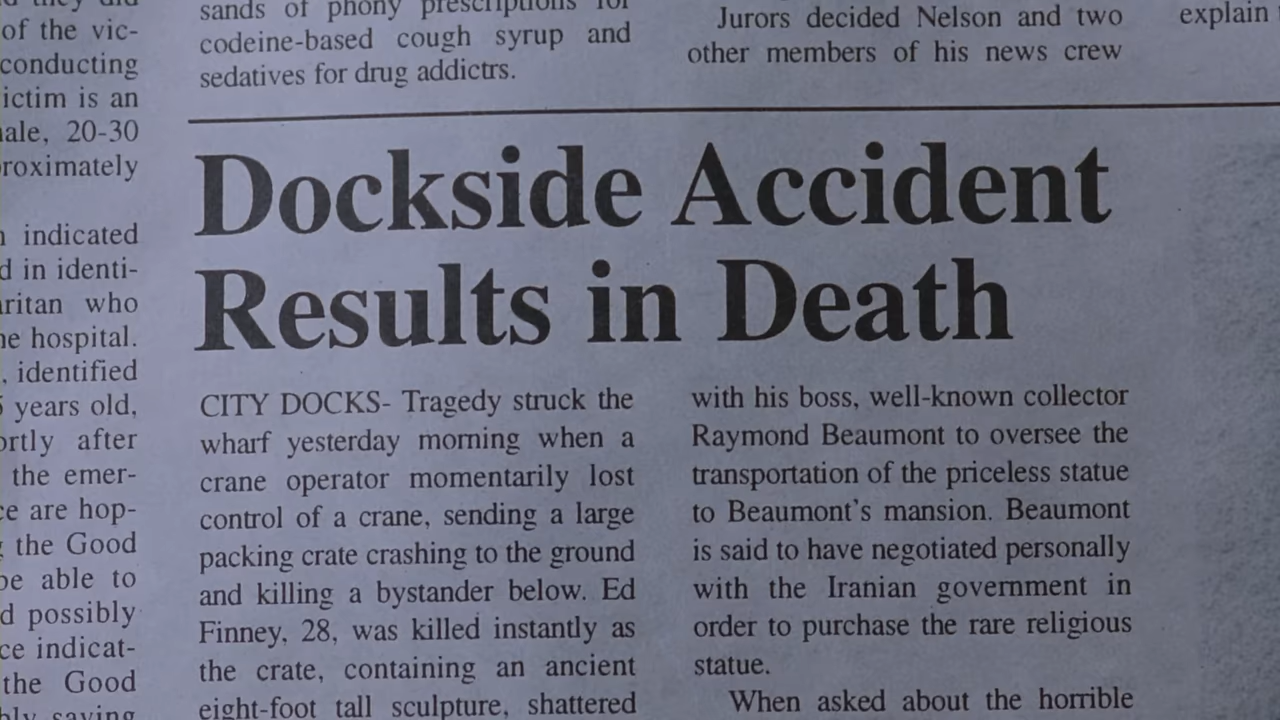 they did
of the vic-
conducting
ictim is an
ale, 20-30
roximately
indicated
d in identi-
ritan who
e hospital.
, identified
years old,
ortly after
the emer-
ce are hop-
the Good
be able to
d possibly
ce indicat-
the Good
bly saving
sands of phony prescriptions for
codeine-based cough syrup and
sedatives for drug addictrs.
Jurors decided Nelson and two
other members of his news crew
explain
Dockside Accident
Results in Death
CITY DOCKS- Tragedy struck the
wharf yesterday morning when a
crane operator momentarily lost
control of a crane, sending a large
packing crate crashing to the ground
and killing a bystander below. Ed
Finney, 28, was killed instantly as
the crate, containing an ancient
eight-foot tall sculpture, shattered
with his boss, well-known collector
Raymond Beaumont to oversee the
transportation of the priceless statue
to Beaumont's mansion. Beaumont
is said to have negotiated personally
with the Iranian government in
order to purchase the rare religious
statue.
When asked about the horrible